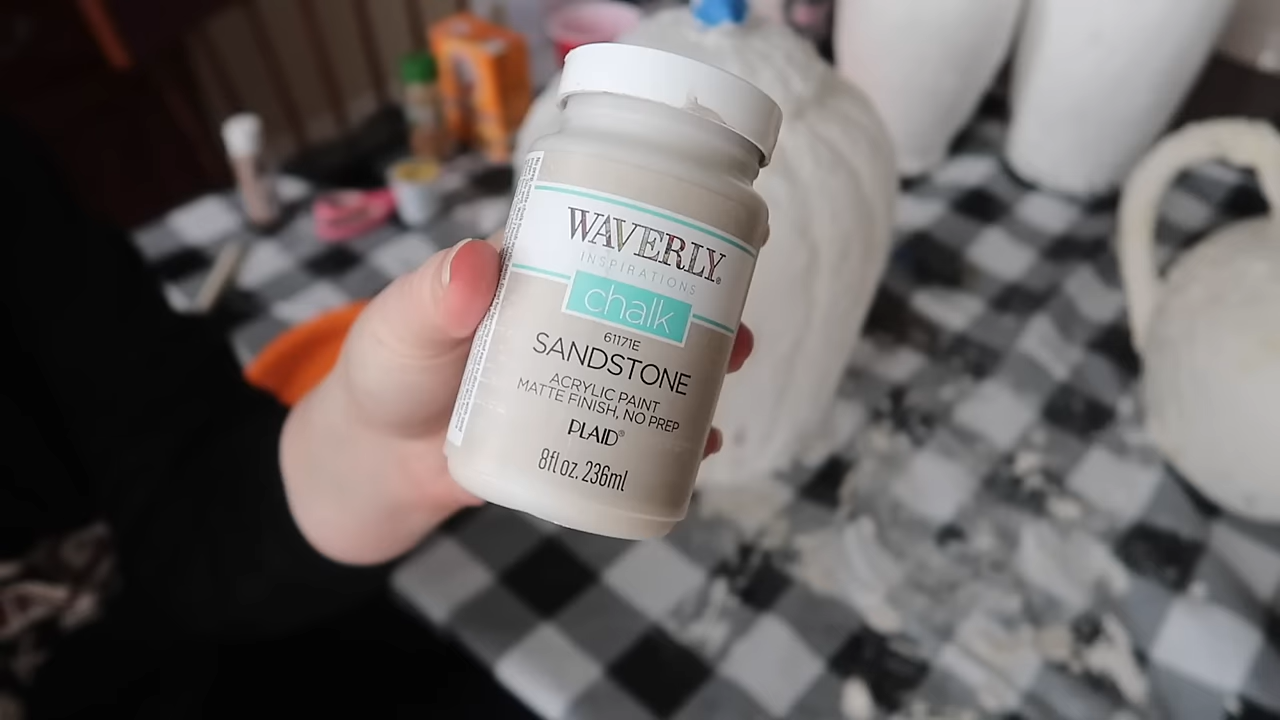 WAVERLY®
INSPIRATIONS
chalk
61171E
SANDSTONE
ACRYLIC PAINT
MATTE FINISH, NO PREP
PLAID®
8fl oz. 236ml